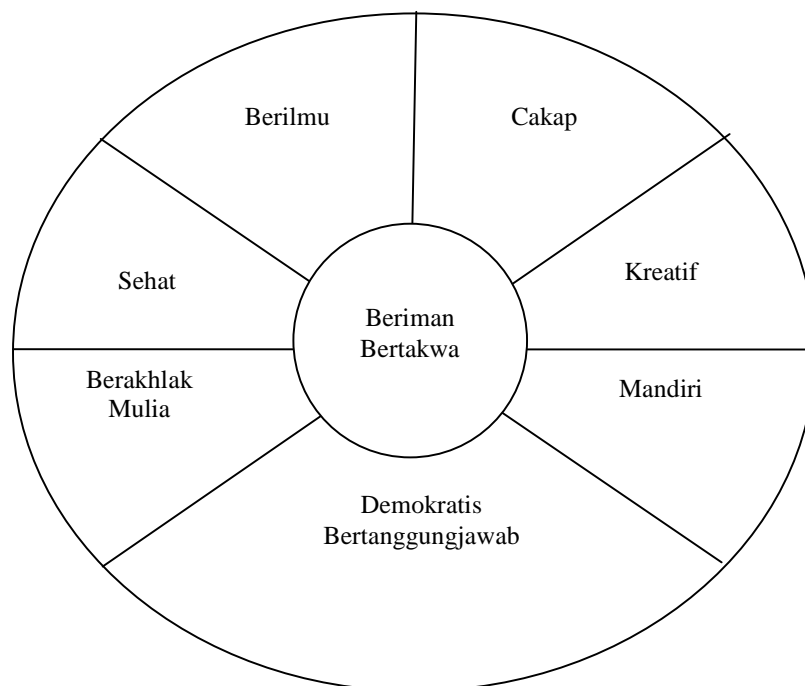 Berilmu
Cakap
Sehat
Kreatif
Beriman
Bertakwa
Berakhlak
Mulia
Mandiri
Demokratis
Bertanggungjawab